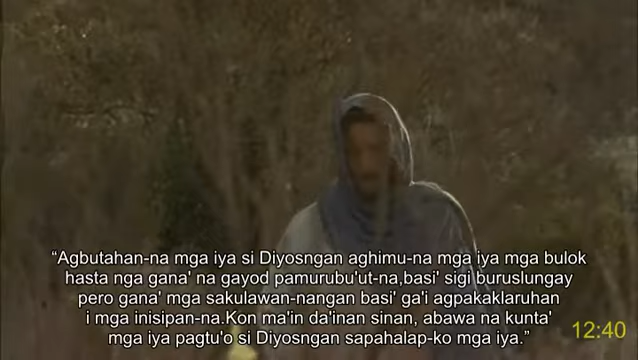 “Agbutahan-na mga iya si Diyosngan aghimu-na mga iya mga bulok
hasta nga gana' na gayod pamurubu'ut-na,basi' sigi buruslungay
pero gana' mga sakulawan-nangan basi' ga'i agpakaklaruhan
i mga inisipan-na.Kon ma'in da'inan sinan, abawa na kunta'
mga iya pagtu'o si Diyosngan sapahalap-ko mga iya.”
12:40